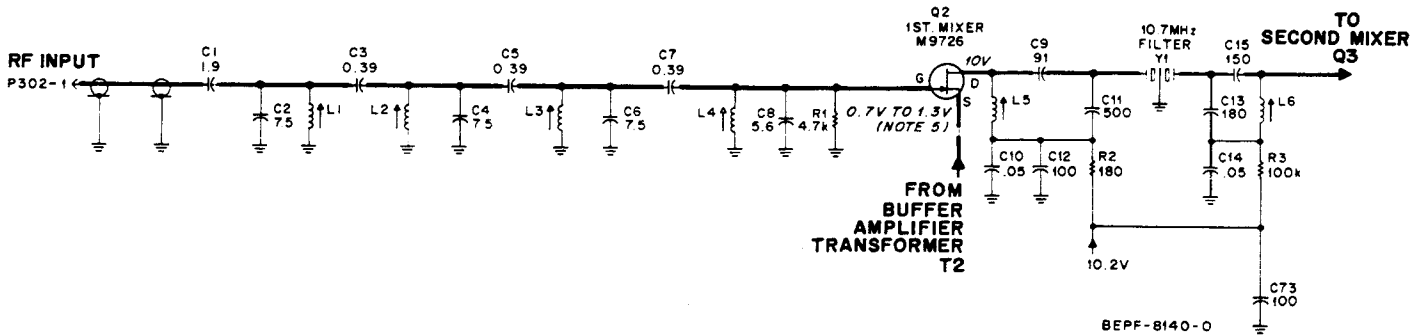 RF INPUT
P302-1
C1
1.9
C2
7.5
L1
C3
0.39
L2
C4
7.5
C5
0.39
L3
C6
7.5
C7
0.39
L4
C8
5.6
R1
4.7k
Q2
1ST. MIXER
M9726
G
D
S
10V
0.7V TO 1.3V
(NOTE 5)
FROM
BUFFER
AMPLIFIER
TRANSFORMER
T2
C9
91
L5
C10
.05
C12
100
C11
500
R2
180
10.2V
10.7MHz
FILTER
Y1
C13
180
C14
.05
C15
150
L6
R3
100k
C73
100
TO
SECOND MIXER
Q3
BEPF-8140-O